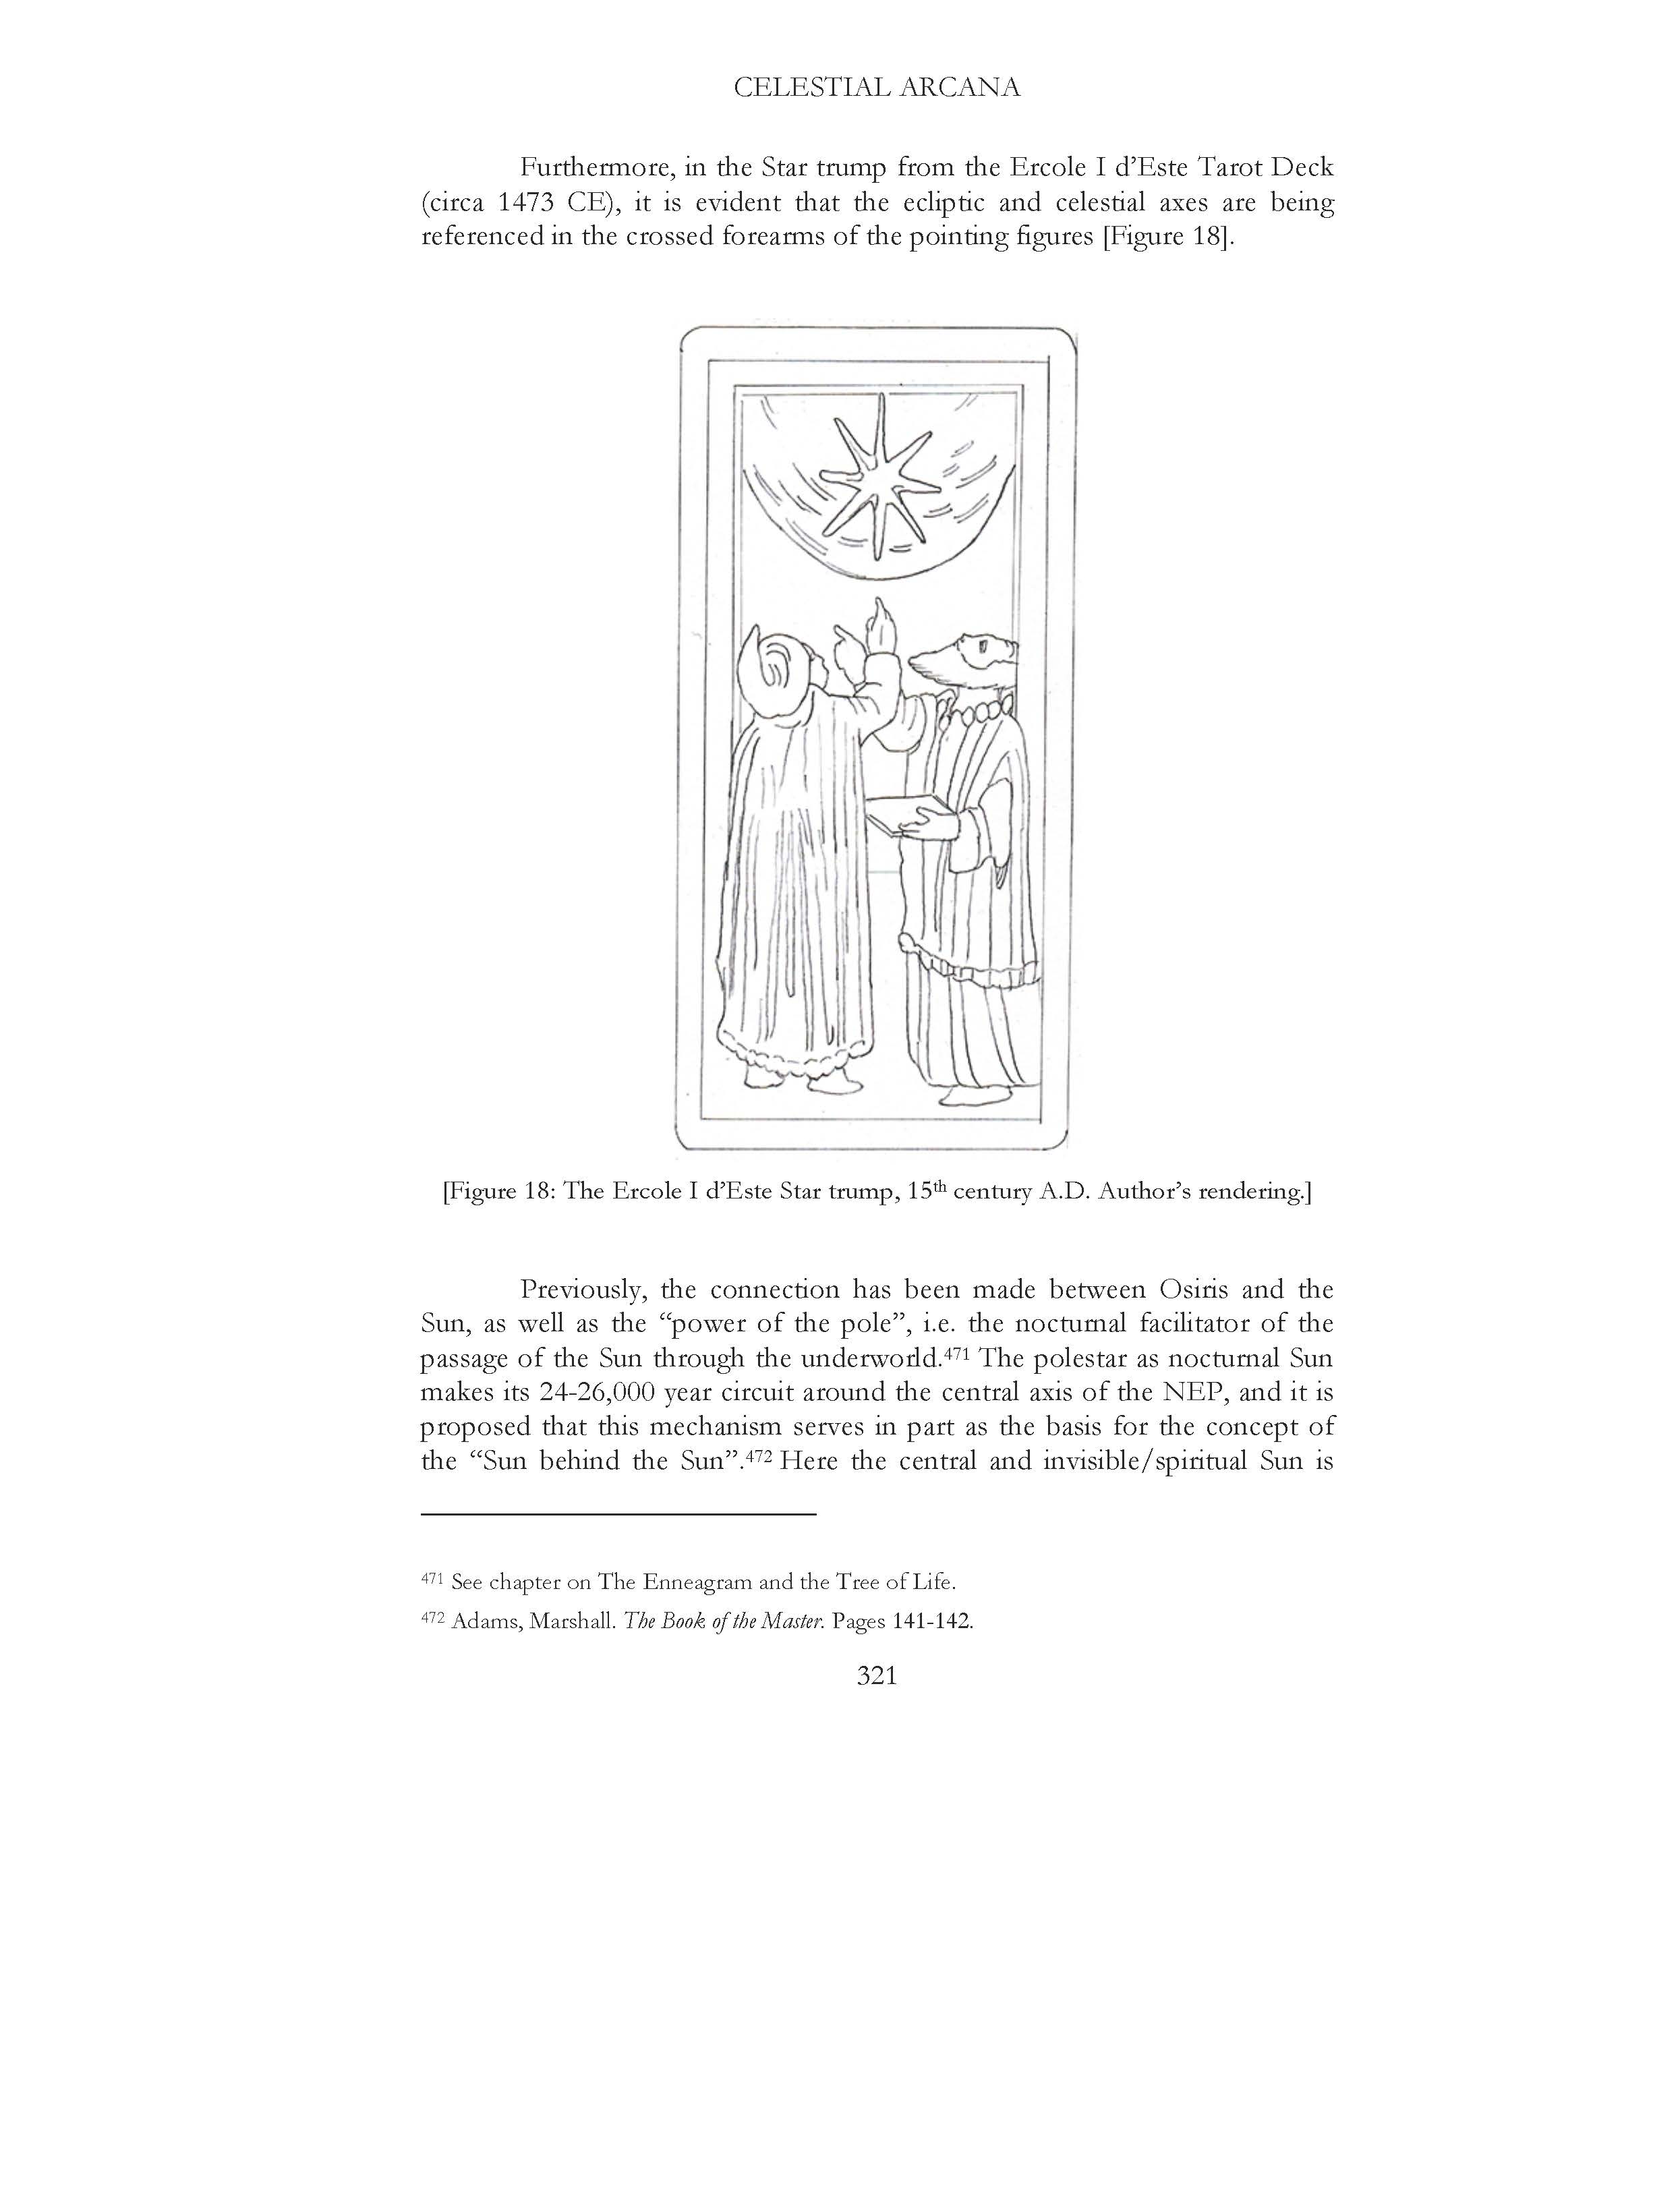 CELESTIAL ARCANA
Furthermore, in the Star trump from the Ercole I d’Este Tarot Deck
(circa 1473 CE), it is evident that the ecliptic and celestial axes are being
referenced in the crossed forearms of the pointing figures [Figure 18].
[Figure 18: The Ercole I d’Este Star trump, 15th century A.D. Author’s rendering.]
Previously, the connection has been made between Osiris and the
Sun, as well as the “power of the pole”, i.e. the nocturnal facilitator of the
passage of the Sun through the underworld.471 The polestar as nocturnal Sun
makes its 24-26,000 year circuit around the central axis of the NEP, and it is
proposed that this mechanism serves in part as the basis for the concept of
the “Sun behind the Sun”.472 Here the central and invisible/spiritual Sun is
471 See chapter on The Enneagram and the Tree of Life.
472 Adams, Marshall. The Book of the Master. Pages 141-142.
321